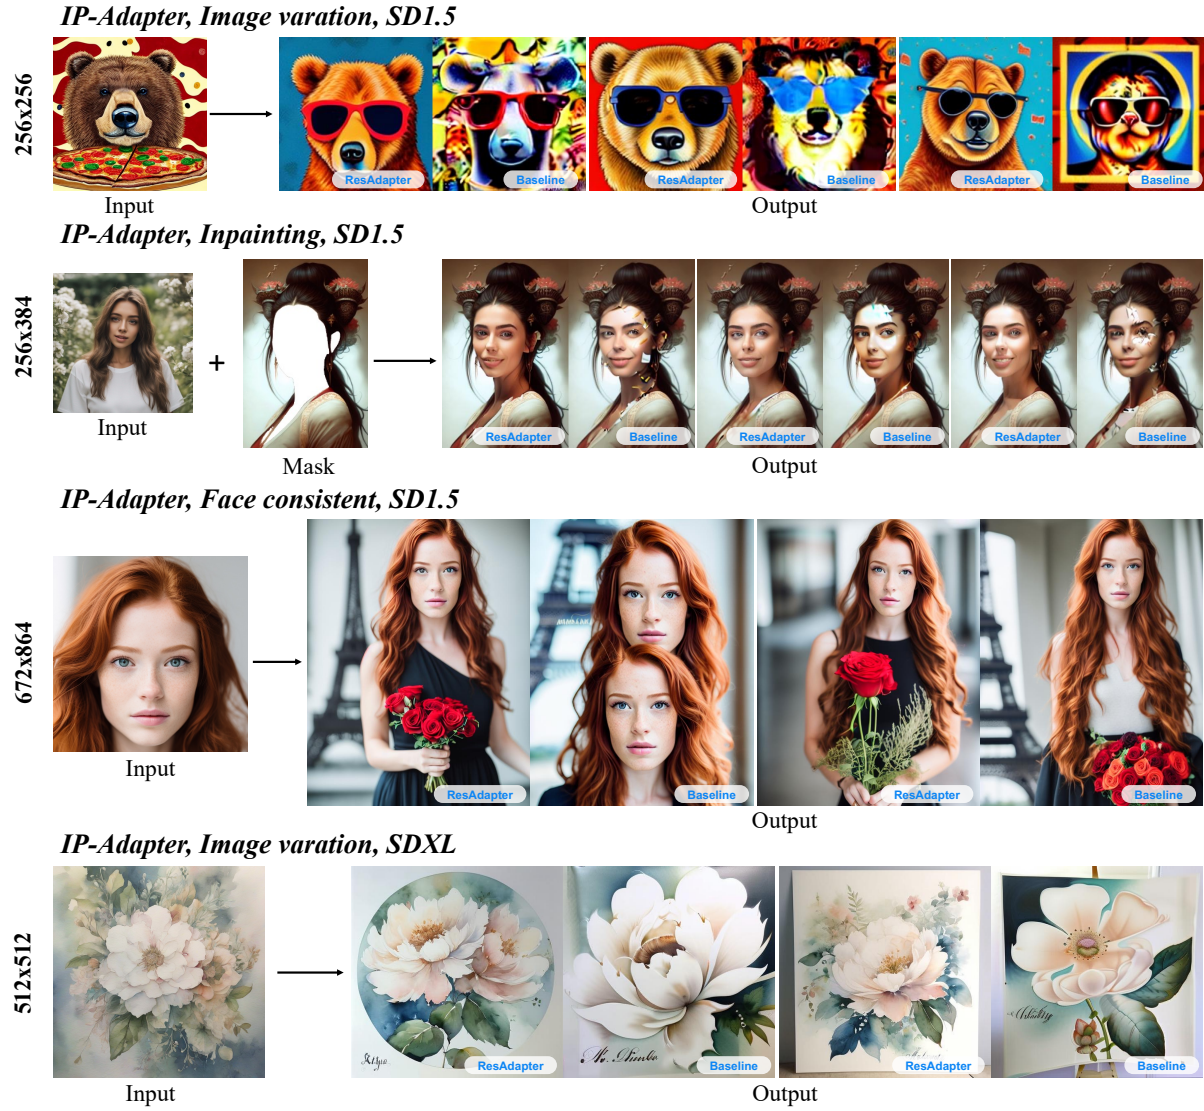 IP-Adapter, Image varation, SD1.5
256x256
ResAdapter Baseline ResAdapter Baseline ResAdapter Baseline
Input Output
IP-Adapter, Inpainting, SD1.5
256x384
+
ResAdapter Baseline ResAdapter Baseline ResAdapter Baseline
Input
Mask Output
IP-Adapter, Face consistent, SD1.5
672x864
ResAdapter Baseline ResAdapter Baseline
Input
Output
IP-Adapter, Image varation, SDXL
512x512
ResAdapter Baseline ResAdapter Baseline
Input Output